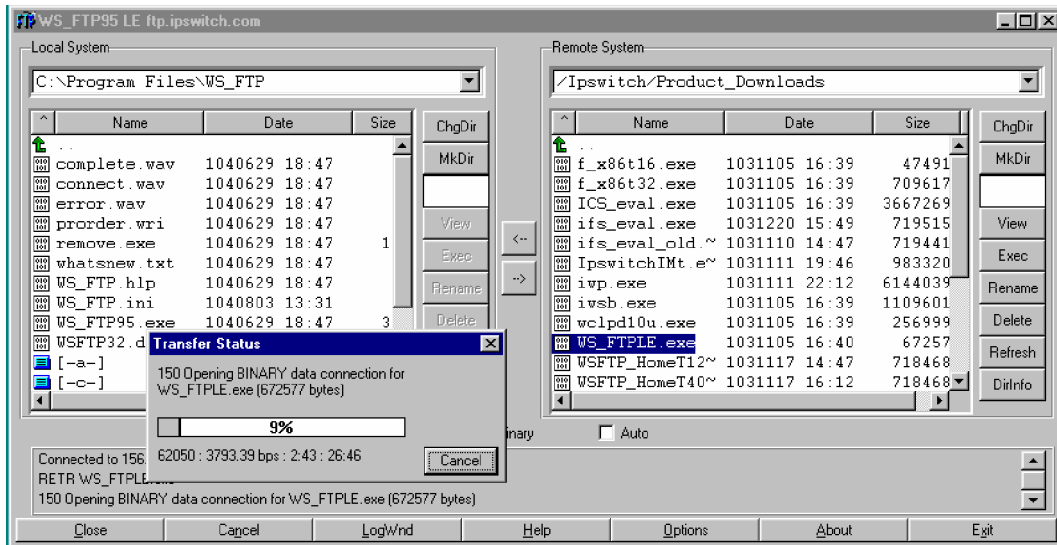 WS_FTP95 LE ftp.ipswitch.com
Local System
C:\Program Files\WS_FTP
^ Name Date Size
..
complete.wav 1040629 18:47
connect.wav 1040629 18:47
error.wav 1040629 18:47
prorder.wri 1040629 18:47
remove.exe 1040629 18:47 1
whatsnew.txt 1040629 18:47
WS_FTP.hlp 1040629 18:47
WS_FTP.ini 1040803 13:31
WS_FTP95.exe 1040629 18:47 3
WSFTP32.d
[-a-]
[-c-]
ChgDir
MkDir
View
Exec
Rename
Delete
<--
-->
Remote System
/Ipswitch/Product_Downloads
^ Name Date Size
..
f_x86t16.exe 1031105 16:39 47491
f_x86t32.exe 1031105 16:39 709617
ICS_eval.exe 1031105 16:39 3667269
ifs_eval.exe 1031220 15:49 719515
ifs_eval_old.~ 1031110 14:47 719441
IpswitchIMt.e~ 1031111 19:46 983320
ivp.exe 1031111 22:12 6144039
ivsb.exe 1031105 16:39 1109601
wclpd10u.exe 1031105 16:39 256999
WS_FTPLE.exe 1031105 16:40 67257
WSFTP_HomeT12~ 1031117 14:47 718468
WSFTP_HomeT40~ 1031117 16:12 718468
ChgDir
MkDir
View
Exec
Rename
Delete
Refresh
DirInfo
Transfer Status
150 Opening BINARY data connection for
WS_FTPLE.exe (672577 bytes)
9%
62050 : 3793.39 bps : 2:43 : 26:46
Cancel
inary Auto
Connected to 156.
RETR WS_FTPLE.exe
150 Opening BINARY data connection for WS_FTPLE.exe (672577 bytes)
Close Cancel LogWnd Help Options About Exit